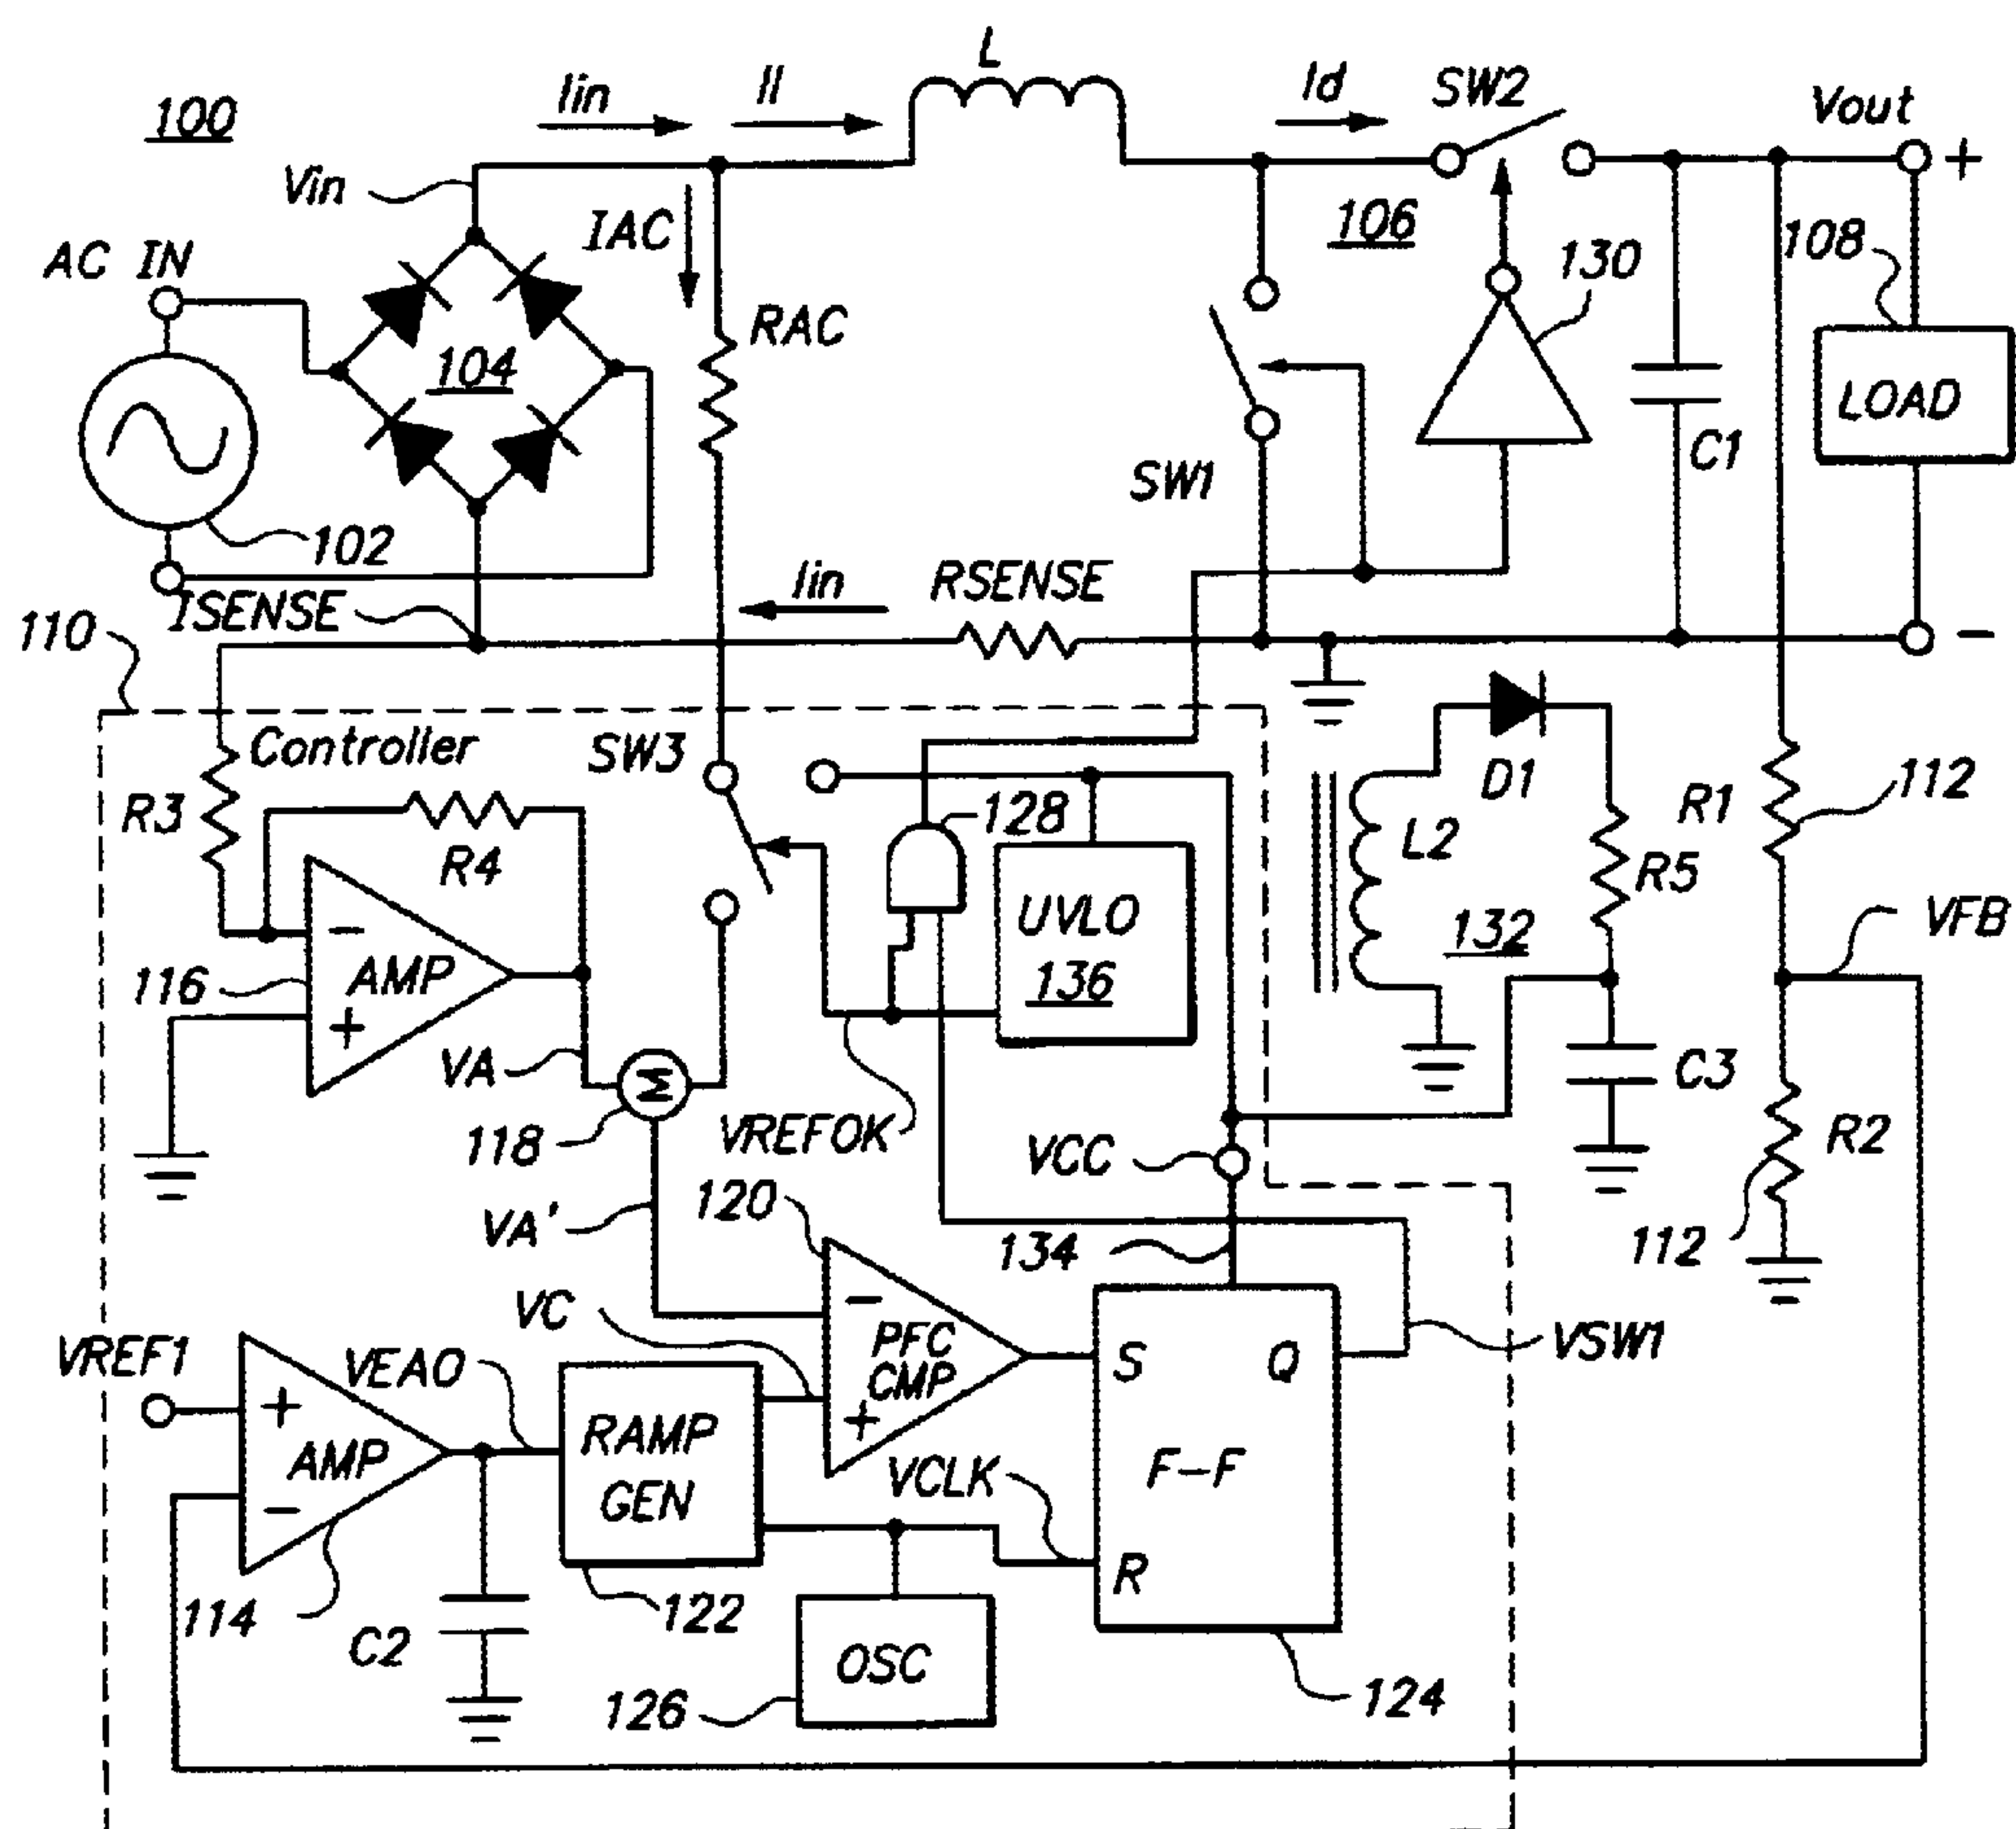 100
Iin
Il
L
Id
SW2
Vout
+
Vin
IAC
106
108
AC IN
130
RAC
104
LOAD
C1
SW1
102
Iin
RSENSE
ISENSE
110
−
Controller
SW3
D1
R3
128
R1
112
R4
L2
R5
UVLO
136
132
VFB
−
AMP
+
116
VA
Σ
C3
118
VREFOK
VCC
R2
120
VA'
134
112
VC
−
PFC
CMP
+
VREF1
VEAO
S
Q
VSW1
+
AMP
−
RAMP
GEN
VCLK
F-F
R
114
C2
122
OSC
126
124